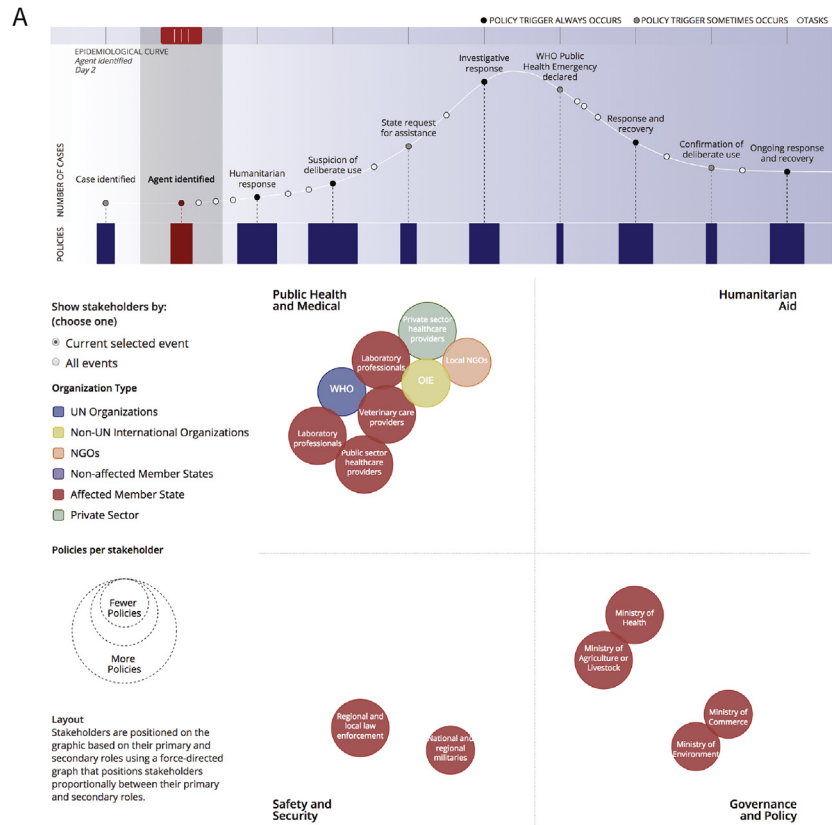 A
POLICY TRIGGER ALWAYS OCCURS
POLICY TRIGGER SOMETIMES OCCURS
TASKS
EPIDEMIOLOGICAL CURVE
Agent identified
Day 2
NUMBER OF CASES
POLICIES
Case identified
Agent identified
Humanitarian
response
Suspicion of
deliberate use
State request
for assistance
Investigative
response
WHO Public
Health Emergency
declared
Response and
recovery
Confirmation of
deliberate use
Ongoing response
and recovery
Show stakeholders by:
(choose one)
Current selected event
All events
Organization Type
UN Organizations
Non-UN International Organizations
NGOs
Non-affected Member States
Affected Member State
Private Sector
Policies per stakeholder
Fewer
Policies
More
Policies
Layout
Stakeholders are positioned on the
graphic based on their primary and
secondary roles using a force-directed
graph that positions stakeholders
proportionally between their primary
and secondary roles.
Public Health
and Medical
Private sector
healthcare
providers
Laboratory
professionals
Local NGOs
OIE
WHO
Veterinary care
providers
Laboratory
professionals
Public sector
healthcare
providers
Humanitarian
Aid
Regional and
local law
enforcement
National and
regional
militaries
Safety and
Security
Ministry of
Health
Ministry of
Agriculture or
Livestock
Ministry of
Commerce
Ministry of
Environment
Governance
and Policy